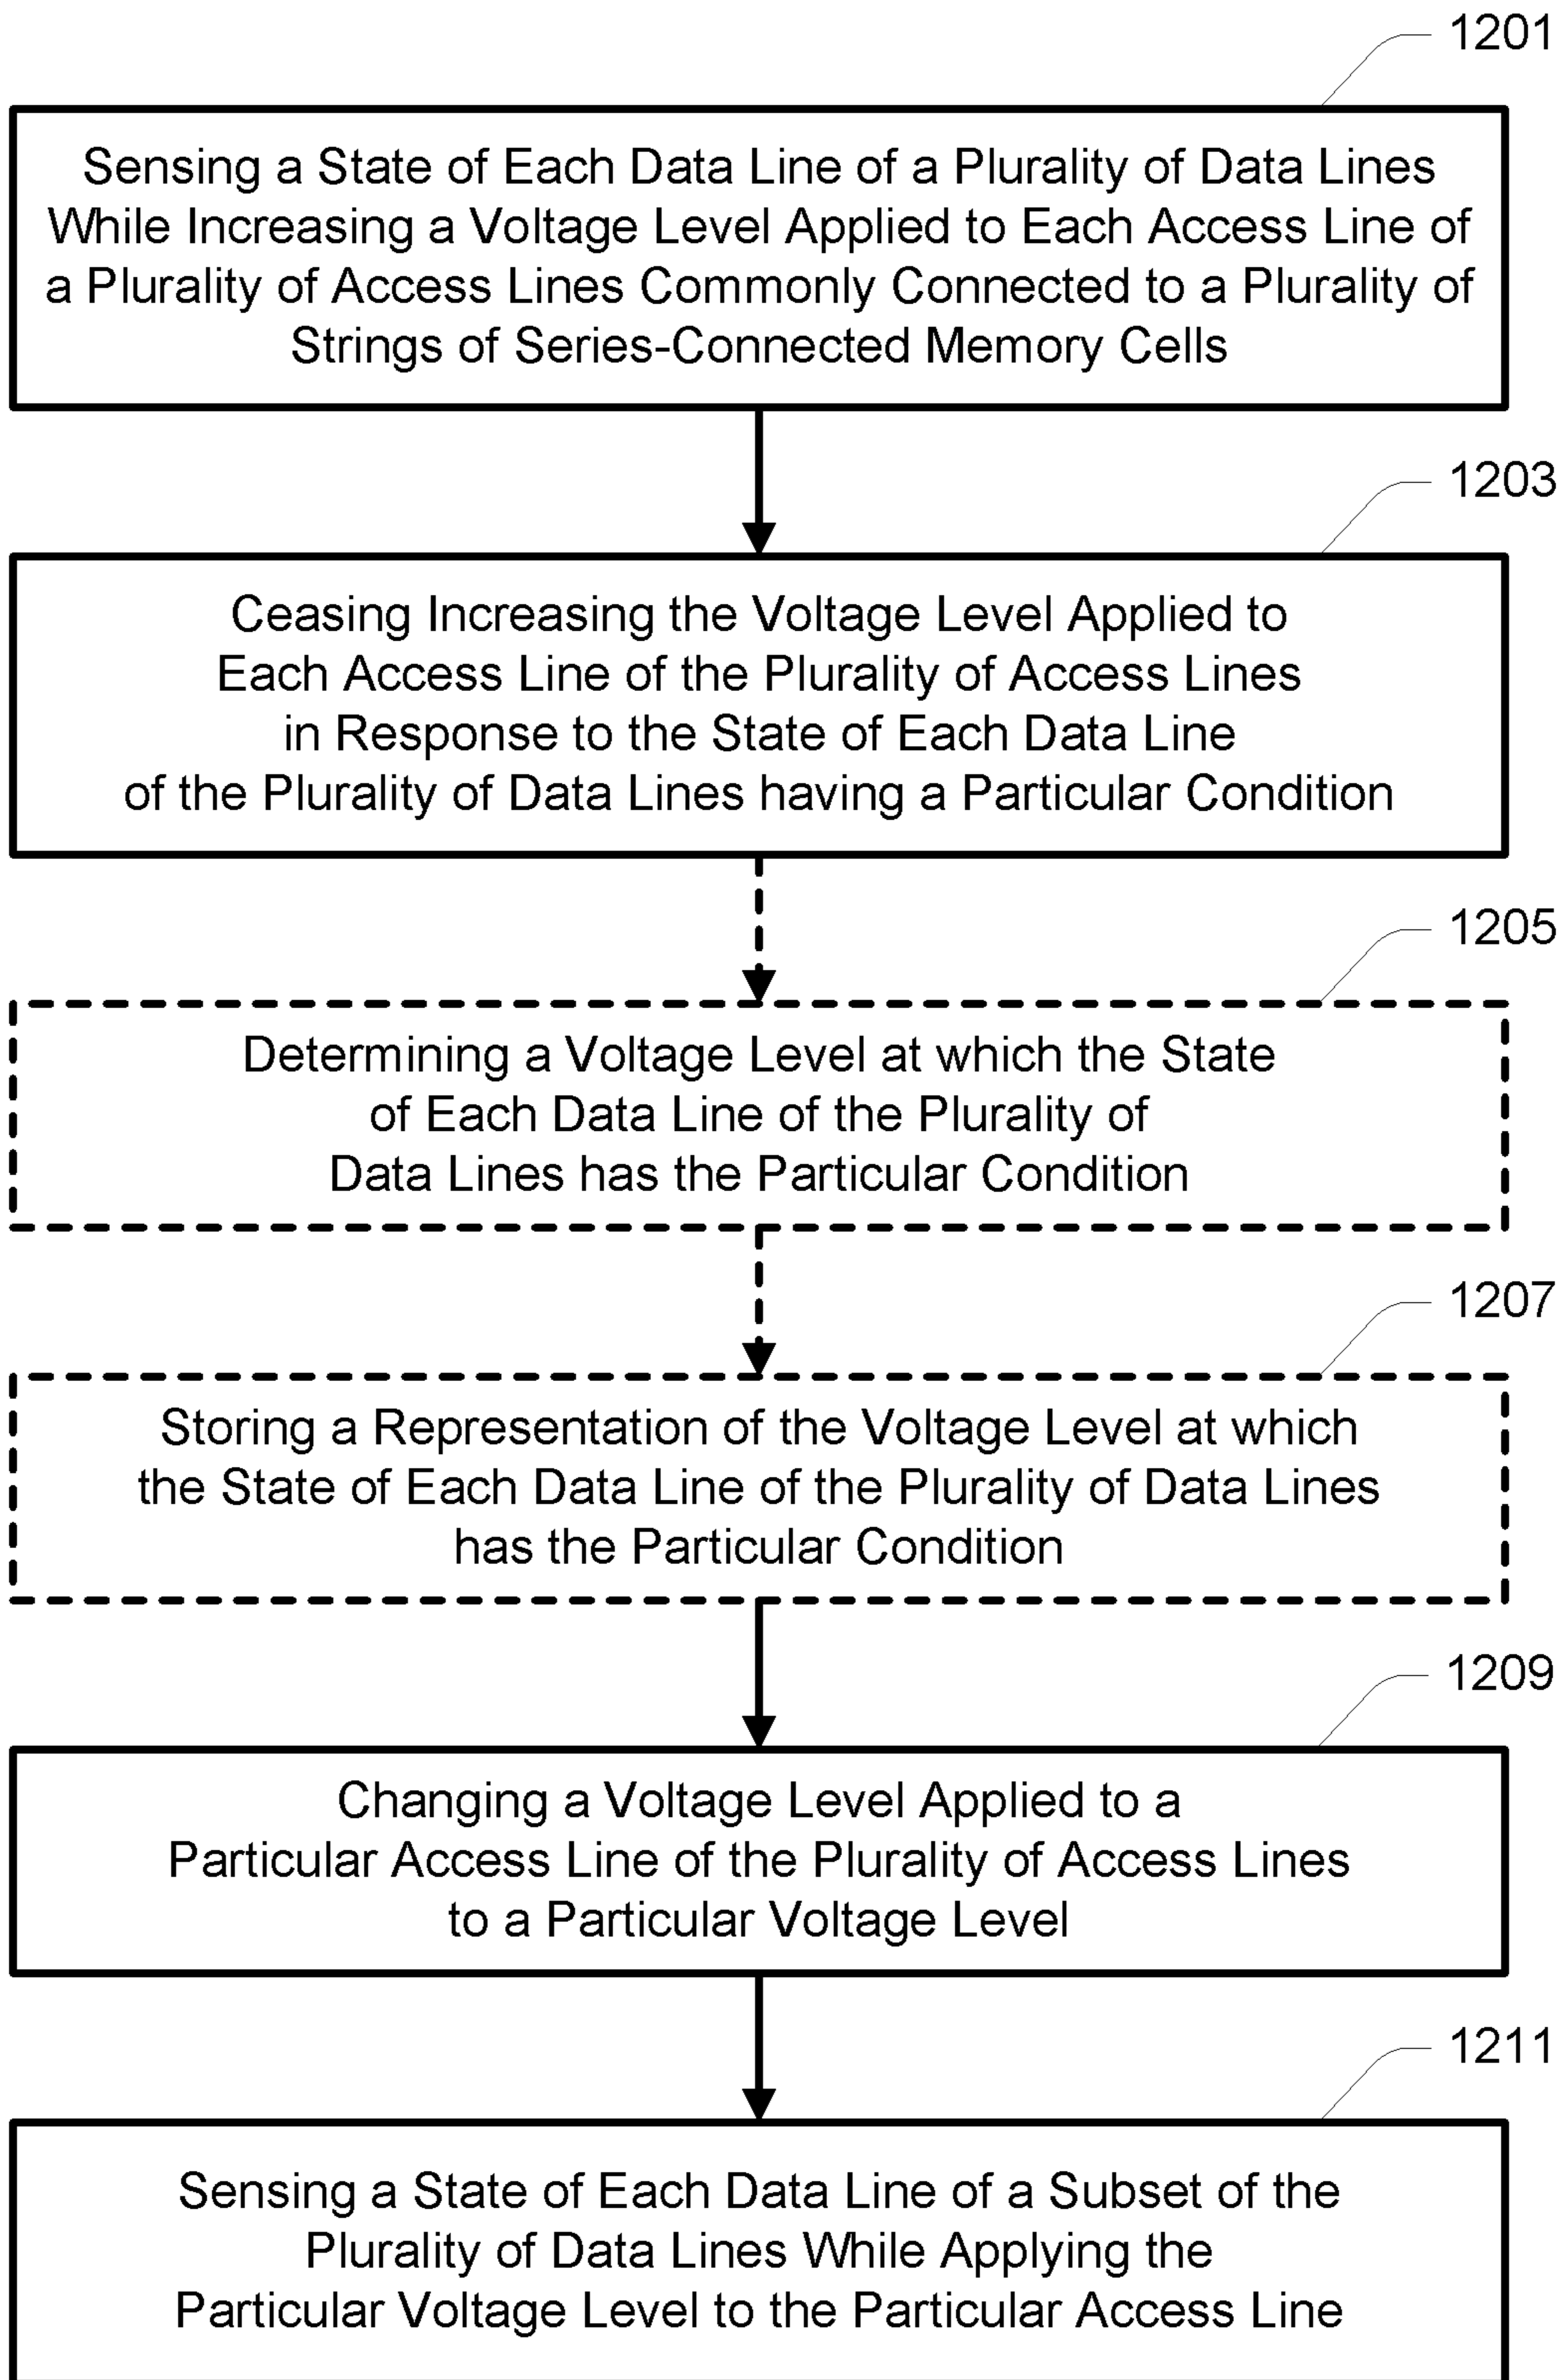 1201
Sensing a State of Each Data Line of a Plurality of Data Lines
While Increasing a Voltage Level Applied to Each Access Line of
a Plurality of Access Lines Commonly Connected to a Plurality of
Strings of Series-Connected Memory Cells
1203
Ceasing Increasing the Voltage Level Applied to
Each Access Line of the Plurality of Access Lines
in Response to the State of Each Data Line
of the Plurality of Data Lines having a Particular Condition
1205
Determining a Voltage Level at which the State
of Each Data Line of the Plurality of
Data Lines has the Particular Condition
1207
Storing a Representation of the Voltage Level at which
the State of Each Data Line of the Plurality of Data Lines
has the Particular Condition
1209
Changing a Voltage Level Applied to a
Particular Access Line of the Plurality of Access Lines
to a Particular Voltage Level
1211
Sensing a State of Each Data Line of a Subset of the
Plurality of Data Lines While Applying the
Particular Voltage Level to the Particular Access Line